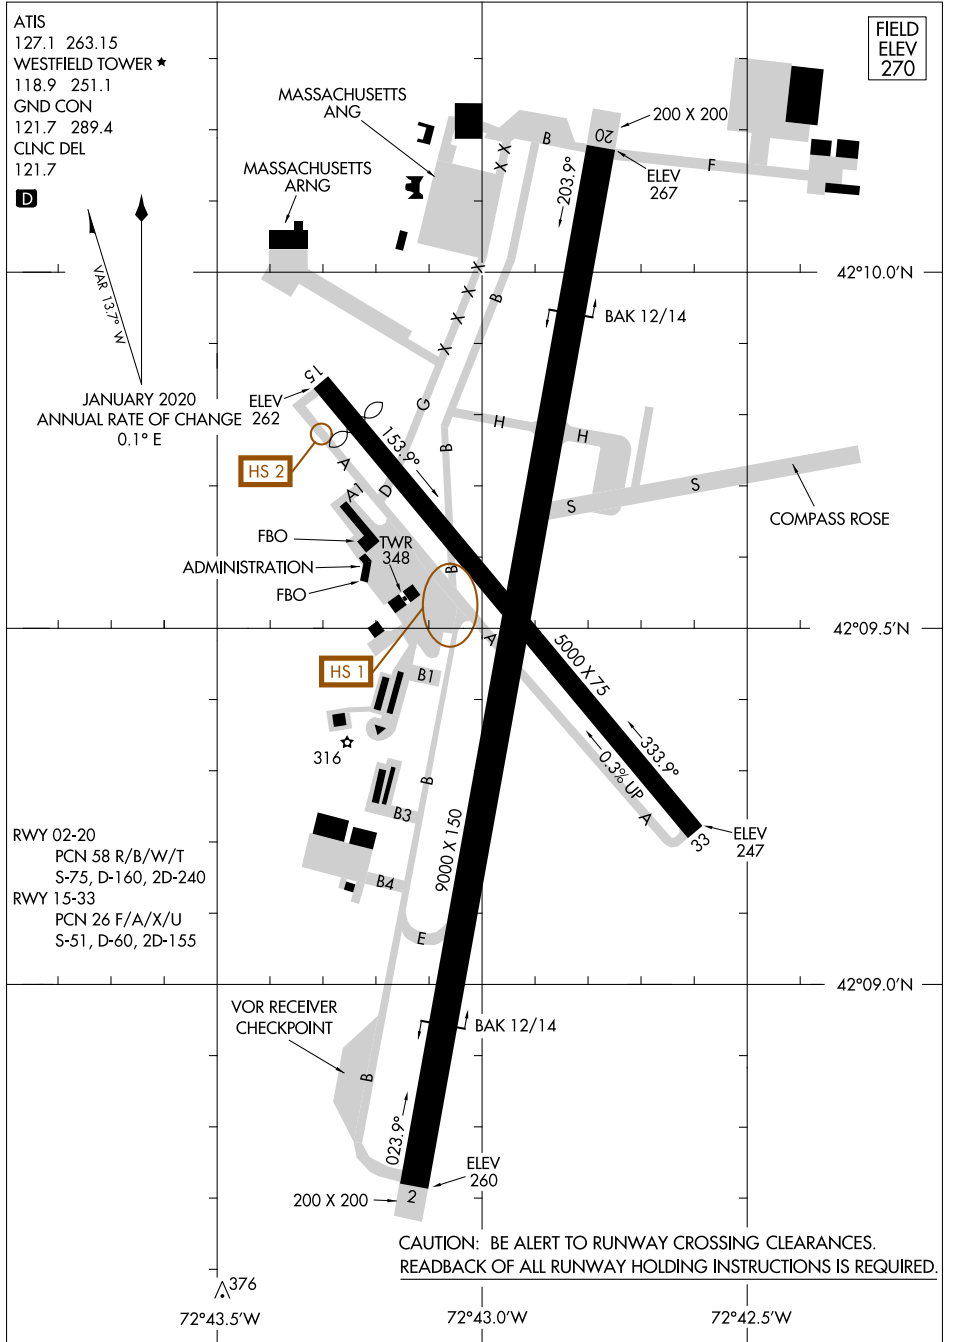 ATIS
127.1 263.15
WESTFIELD TOWER ★
118.9 251.1
GND CON
121.7 289.4
CLNC DEL
121.7
D
FIELD
ELEV
270
MASSACHUSETTS
ANG
MASSACHUSETTS
ARNG
200 X 200
20
B
F
ELEV
267
203.9°
X
X
VAR 13.7° W
42°10.0'N
X
X
X
X
B
BAK 12/14
JANUARY 2020
ANNUAL RATE OF CHANGE
0.1° E
15
ELEV
262
G
H
H
B
HS 2
A
153.9°
A1
D
S
S
COMPASS ROSE
FBO
TWR
348
ADMINISTRATION
FBO
B
42°09.5'N
A
HS 1
B1
5000 X 75
316
333.9°
0.3% UP
B
A
33
ELEV
247
B3
9000 X 150
RWY 02-20
PCN 58 R/B/W/T
S-75, D-160, 2D-240
RWY 15-33
PCN 26 F/A/X/U
S-51, D-60, 2D-155
B4
E
42°09.0'N
VOR RECEIVER
CHECKPOINT
BAK 12/14
B
023.9°
ELEV
260
200 X 200
2
CAUTION: BE ALERT TO RUNWAY CROSSING CLEARANCES.
READBACK OF ALL RUNWAY HOLDING INSTRUCTIONS IS REQUIRED.
376
72°43.5'W
72°43.0'W
72°42.5'W